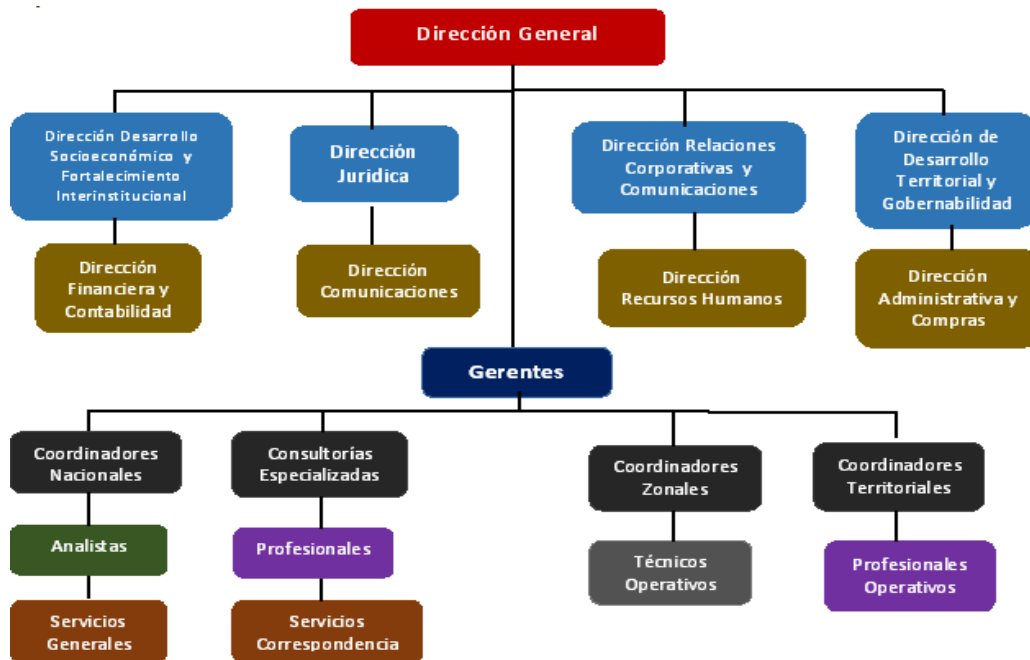 Dirección General
Dirección Desarrollo
Socioeconómico y
Fortalecimiento
Interinstitucional
Dirección
Juridica
Dirección Relaciones
Corporativas y
Comunicaciones
Dirección de
Desarrollo
Territorial y
Gobernabilidad
Dirección
Financiera y
Contabilidad
Dirección
Comunicaciones
Dirección
Recursos Humanos
Dirección
Administrativa y
Compras
Gerentes
Coordinadores
Nacionales
Consultorías
Especializadas
Coordinadores
Zonales
Coordinadores
Territoriales
Analistas
Profesionales
Técnicos
Operativos
Profesionales
Operativos
Servicios
Generales
Servicios
Correspondencia